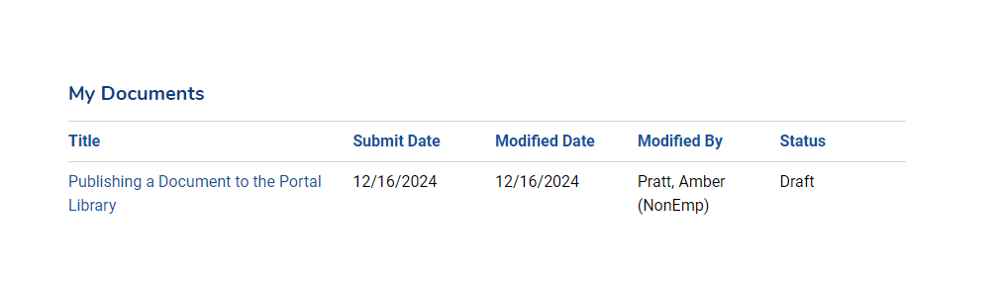 My Documents
Title Submit Date Modified Date Modified By Status
Publishing a Document to the Portal 12/16/2024 12/16/2024 Pratt, Amber Draft
Library (NonEmp)